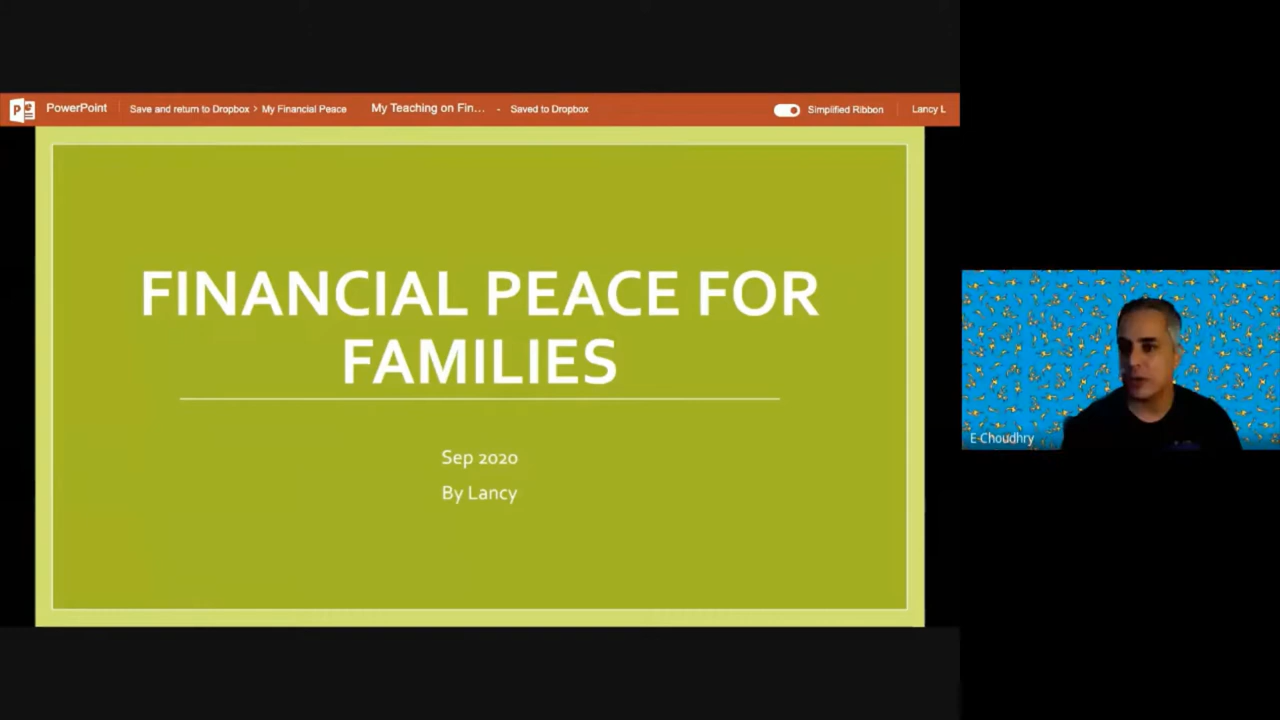 PowerPoint
Save and return to Dropbox > My Financial Peace
My Teaching on Fin... - Saved to Dropbox
Simplified Ribbon
Lancy L
FINANCIAL PEACE FOR
FAMILIES
Sep 2020
By Lancy
E Choudhry